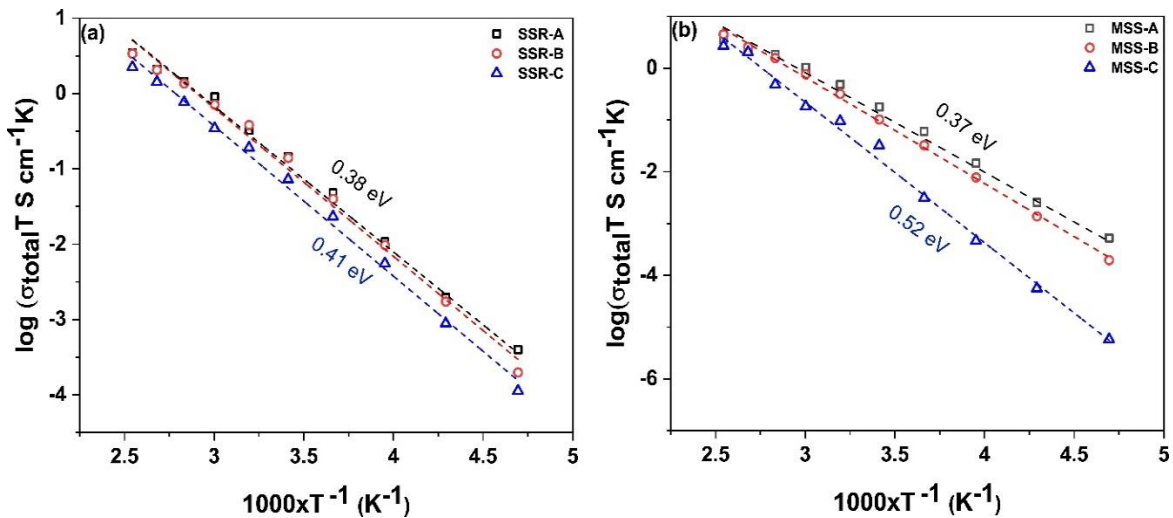 (a)
SSR-A
SSR-B
SSR-C
1
0
-1
-2
-3
-4
log (σtotalT S cm⁻¹K)
0.38 eV
0.41 eV
2.5 3 3.5 4 4.5 5
1000xT⁻¹ (K⁻¹)
(b)
MSS-A
MSS-B
MSS-C
0
-2
-4
-6
log(σtotalT S cm⁻¹K)
0.37 eV
0.52 eV
2.5 3 3.5 4 4.5 5
1000xT⁻¹ (K⁻¹)